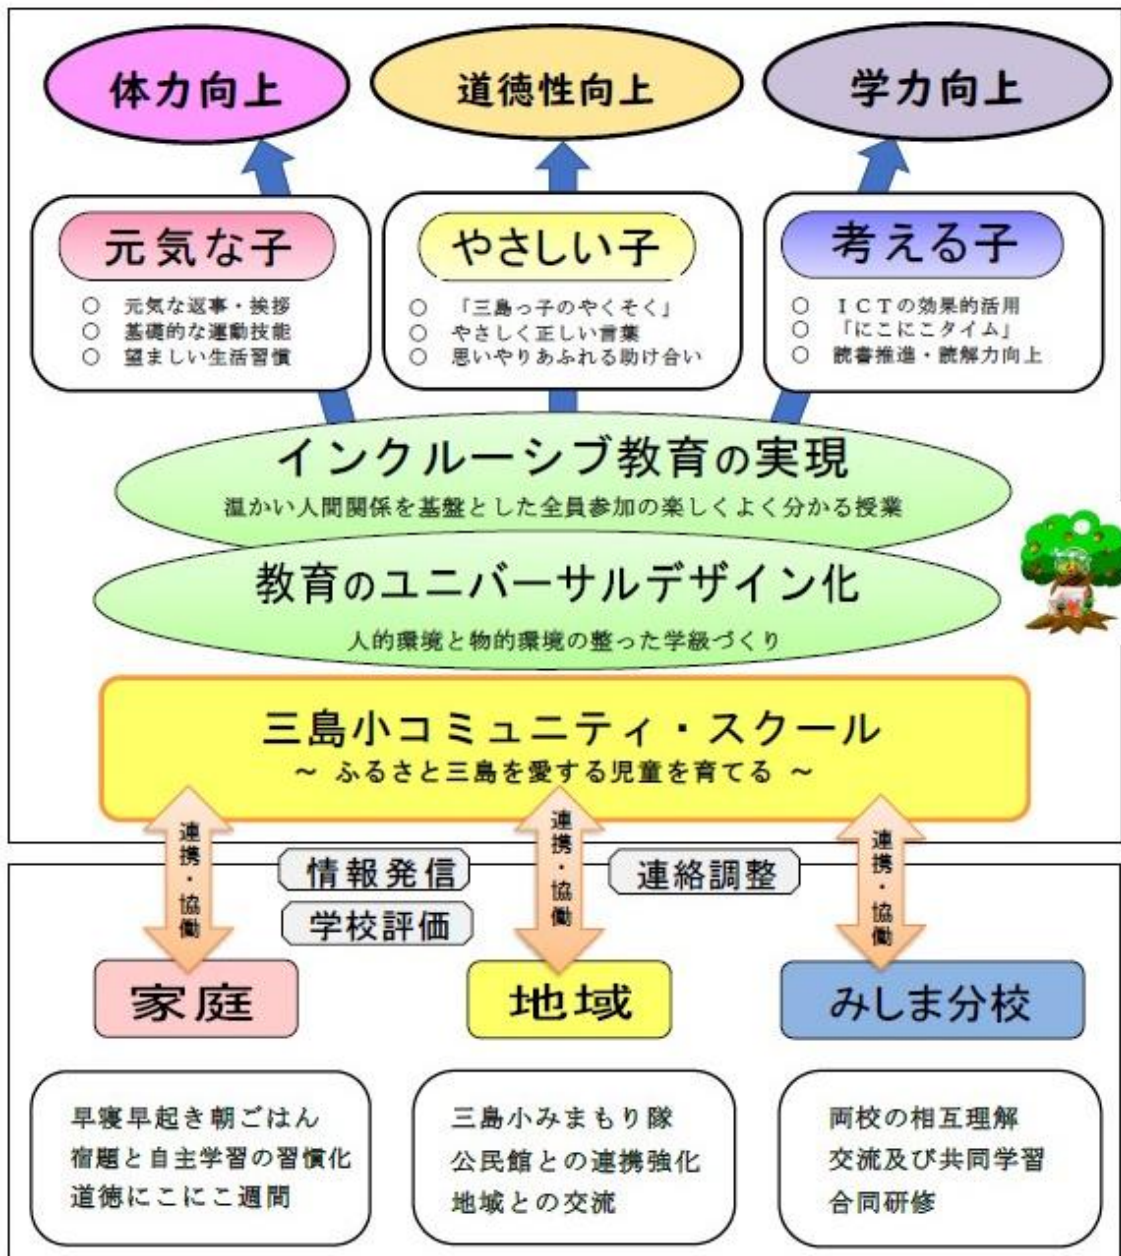 体力向上
道徳性向上
学力向上
元気な子
○ 元気な返事・挨拶
○ 基礎的な運動技能
○ 望ましい生活習慣
やさしい子
○ 「三島っ子のやくそく」
○ やさしく正しい言葉
○ 思いやりあふれる助け合い
考える子
○ ICTの効果的活用
○ 「にこにこタイム」
○ 読書推進・読解力向上
インクルーシブ教育の実現
温かい人間関係を基盤とした全員参加の楽しくよく分かる授業
教育のユニバーサルデザイン化
人的環境と物的環境の整った学級づくり
三島小コミュニティ・スクール
~ ふるさと三島を愛する児童を育てる ~
連携・協働
連携・協働
連携・協働
情報発信
学校評価
連絡調整
家庭
早寝早起き朝ごはん
宿題と自主学習の習慣化
道徳にこにこ週間
地域
三島小みまもり隊
公民館との連携強化
地域との交流
みしま分校
両校の相互理解
交流及び共同学習
合同研修